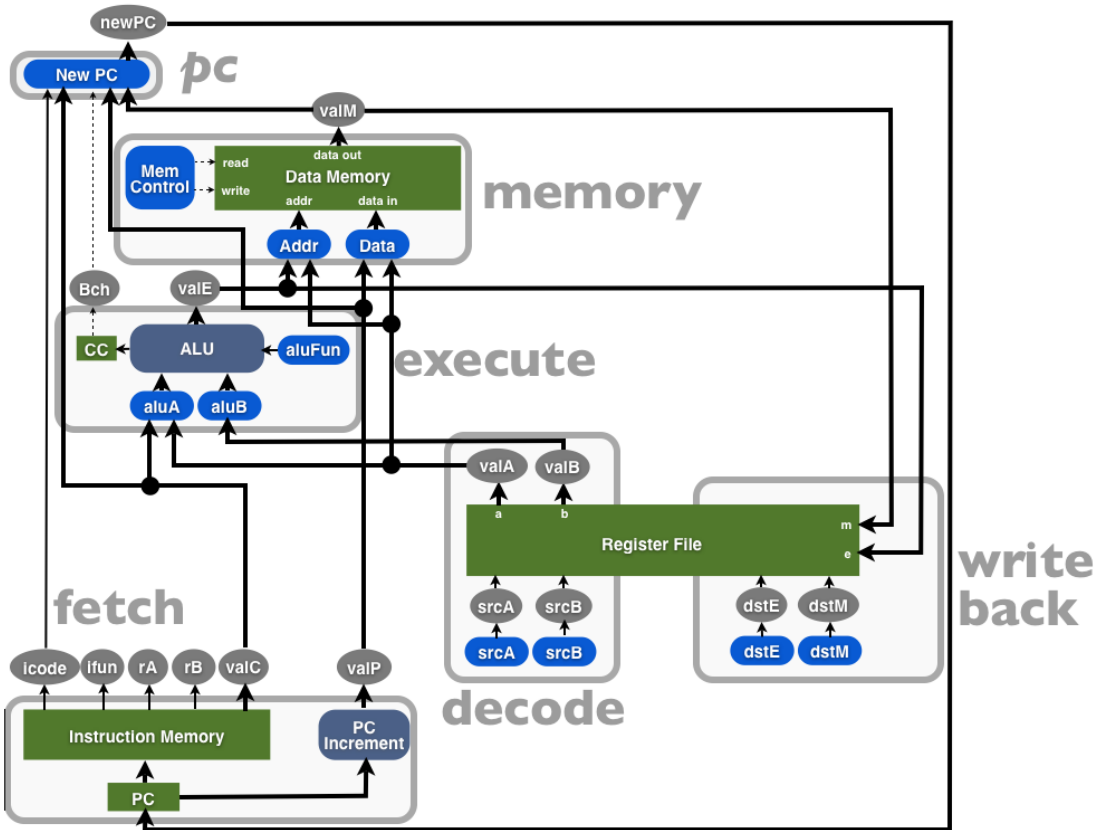 newPC
New PC
pc
valM
Mem
Control
read
write
data out
Data Memory
addr
data in
memory
Addr
Data
Bch
valE
CC
ALU
aluFun
execute
aluA
aluB
valA
valB
a
b
m
Register File
e
write
back
fetch
srcA
srcB
dstE
dstM
srcA
srcB
dstE
dstM
icode
ifun
rA
rB
valC
valP
decode
Instruction Memory
PC
Increment
PC